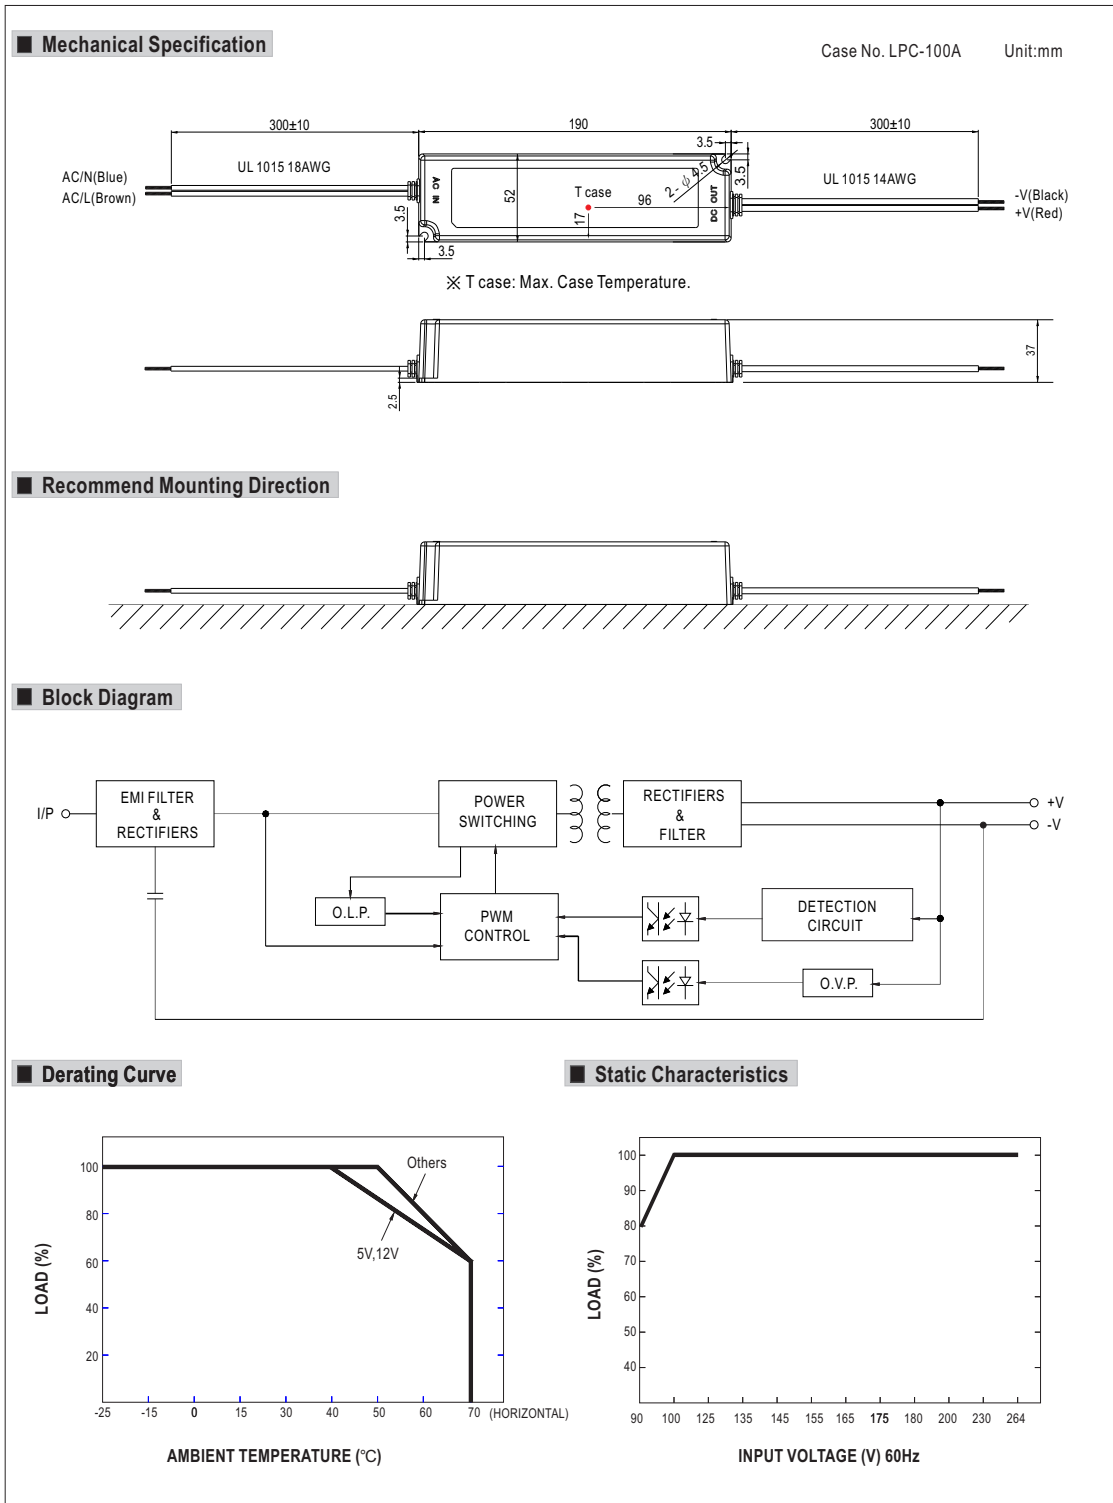 ■ Mechanical Specification
Case No. LPC-100A Unit:mm
300±10
190
300±10
3.5
3.5
UL 1015 18AWG
UL 1015 14AWG
AC/N(Blue)
AC/L(Brown)
AC IN
52
T case
96
17
2- φ 4.5
DC OUT
-V(Black)
+V(Red)
3.5
3.5
※ T case: Max. Case Temperature.
37
2.5
■ Recommend Mounting Direction
■ Block Diagram
I/P
EMI FILTER
&
RECTIFIERS
POWER
SWITCHING
RECTIFIERS
&
FILTER
+V
-V
O.L.P.
PWM
CONTROL
DETECTION
CIRCUIT
O.V.P.
■ Derating Curve
■ Static Characteristics
LOAD (%)
100
80
60
40
20
Others
5V,12V
-25 -15 0 15 30 40 50 60 70 (HORIZONTAL)
AMBIENT TEMPERATURE (℃)
LOAD (%)
100
90
80
70
60
50
40
90 100 125 135 145 155 165 175 180 200 230 264
INPUT VOLTAGE (V) 60Hz